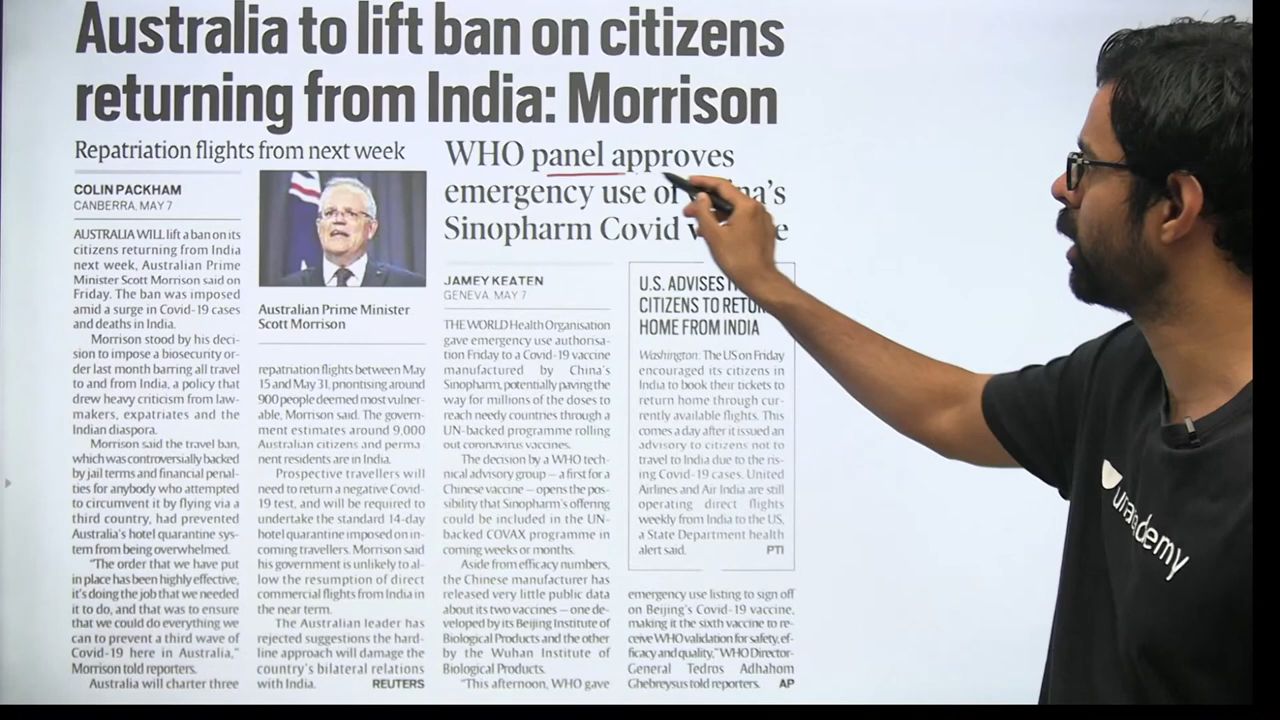 Australia to lift ban on citizens
returning from India: Morrison
Repatriation flights from next week
COLIN PACKHAM
CANBERRA, MAY 7
AUSTRALIA WILL lift a ban on its
citizens returning from India
next week, Australian Prime
Minister Scott Morrison said on
Friday. The ban was imposed
amid a surge in Covid-19 cases
and deaths in India.
Morrison stood by his deci-
sion to impose a biosecurity or-
der last month barring all travel
to and from India, a policy that
drew heavy criticism from law-
makers, expatriates and the
Indian diaspora.
Morrison said the travel ban,
which was controversially backed
by jail terms and financial penal-
ties for anybody who attempted
to circumvent it by flying via a
third country, had prevented
Australia's hotel quarantine sys-
tem from being overwhelmed.
"The order that we have put
in place has been highly effective,
it's doing the job that we needed
it to do, and that was to ensure
that we could do everything we
can to prevent a third wave of
Covid-19 here in Australia,"
Morrison told reporters.
Australia will charter three
Australian Prime Minister
Scott Morrison
repatriation flights between May
15 and May 31, prioritising around
900 people deemed most vulner-
able, Morrison said. The govern-
ment estimates around 9,000
Australian citizens and perma
nent residents are in India.
Prospective travellers will
need to return a negative Covid-
19 test, and will be required to
undertake the standard 14-day
hotel quarantine imposed on in-
coming travellers. Morrison said
his government is unlikely to al-
low the resumption of direct
commercial flights from India in
the near term.
The Australian leader has
rejected suggestions the hard-
line approach will damage the
country's bilateral relations
with India. REUTERS
WHO panel approves
emergency use of
Sinopharm Covid
JAMEY KEATEN
GENEVA, MAY 7
THE WORLD Health Organisation
gave emergency use authorisa-
tion Friday to a Covid-19 vaccine
manufactured by China's
Sinopharm, potentially paving the
way for millions of the doses to
reach needy countries through a
UN-backed programme rolling
out coronavirus vaccines.
The decision by a WHO tech-
nical advisory group – a first for a
Chinese vaccine – opens the pos-
sibility that Sinopharm's offering
could be included in the UN-
backed COVAX programme in
coming weeks or months.
Aside from efficacy numbers,
the Chinese manufacturer has
released very little public data
about its two vaccines – one de-
veloped by its Beijing Institute of
Biological Products and the other
by the Wuhan Institute of
Biological Products.
"This afternoon, WHO gave
U.S. ADVISES
CITIZENS TO
HOME FROM INDIA
Washington: The US on Friday
encouraged its citizens in
India to book their tickets to
return home through cur-
rently available flights. This
comes a day after it issued an
advisory to citizens not to
travel to India due to the ris-
ing Covid-19 cases. United
Airlines and Air India are still
operating direct flights
weekly from India to the US,
a State Department health
alert said. PTI
emergency use listing to sign off
on Beijing's Covid-19 vaccine,
making it the sixth vaccine to re-
ceive WHO validation for safety, ef-
ficacy and quality," WHO Director-
General Tedros Adhahom
Ghebreysus told reporters. AP
unacademy